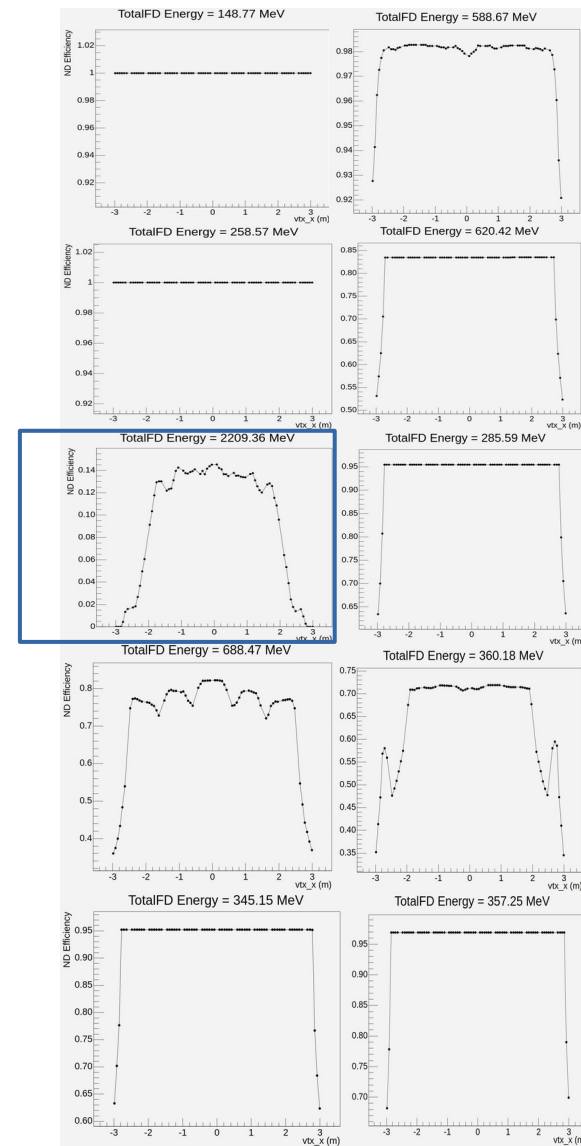 TotalFD Energy = 148.77 MeV
ND Efficiency
1.02
1
0.98
0.96
0.94
0.92
-3 -2 -1 0 1 2 3
vtx_x (m)
TotalFD Energy = 588.67 MeV
0.98
0.97
0.96
0.95
0.94
0.93
0.92
-3 -2 -1 0 1 2 3
vtx_x (m)
TotalFD Energy = 258.57 MeV
ND Efficiency
1.02
1
0.98
0.96
0.94
0.92
-3 -2 -1 0 1 2 3
vtx_x (m)
TotalFD Energy = 620.42 MeV
0.85
0.80
0.75
0.70
0.65
0.60
0.55
0.50
-3 -2 -1 0 1 2 3
vtx_x (m)
TotalFD Energy = 2209.36 MeV
ND Efficiency
0.14
0.12
0.10
0.08
0.06
0.04
0.02
0
-3 -2 -1 0 1 2 3
vtx_x (m)
TotalFD Energy = 285.59 MeV
0.95
0.90
0.85
0.80
0.75
0.70
0.65
-3 -2 -1 0 1 2 3
vtx_x (m)
TotalFD Energy = 688.47 MeV
ND Efficiency
0.8
0.7
0.6
0.5
0.4
-3 -2 -1 0 1 2 3
vtx_x (m)
TotalFD Energy = 360.18 MeV
0.75
0.70
0.65
0.60
0.55
0.50
0.45
0.40
0.35
-3 -2 -1 0 1 2 3
vtx_x (m)
TotalFD Energy = 345.15 MeV
ND Efficiency
0.95
0.90
0.85
0.80
0.75
0.70
0.65
0.60
-3 -2 -1 0 1 2 3
vtx_x (m)
TotalFD Energy = 357.25 MeV
0.95
0.90
0.85
0.80
0.75
0.70
-3 -2 -1 0 1 2 3
vtx_x (m)